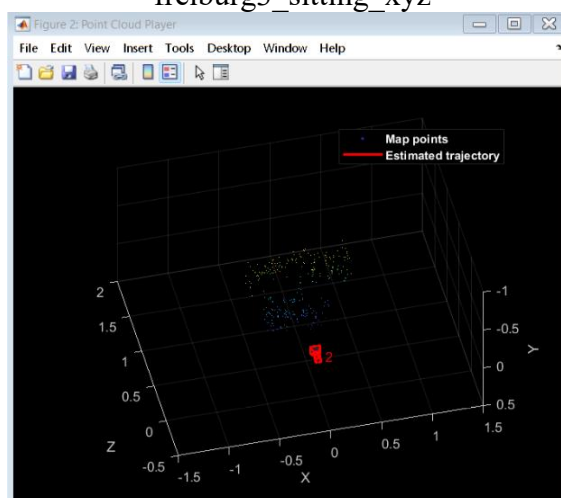 freiburg3_sitting_xyz
Figure 2: Point Cloud Player
File Edit View Insert Tools Desktop Window Help
Map points
Estimated trajectory
2
1.5
1
0.5
0
-0.5
Z
-1.5
-1
-0.5
0
0.5
1
1.5
X
-1
-0.5
0
0.5
Y
2